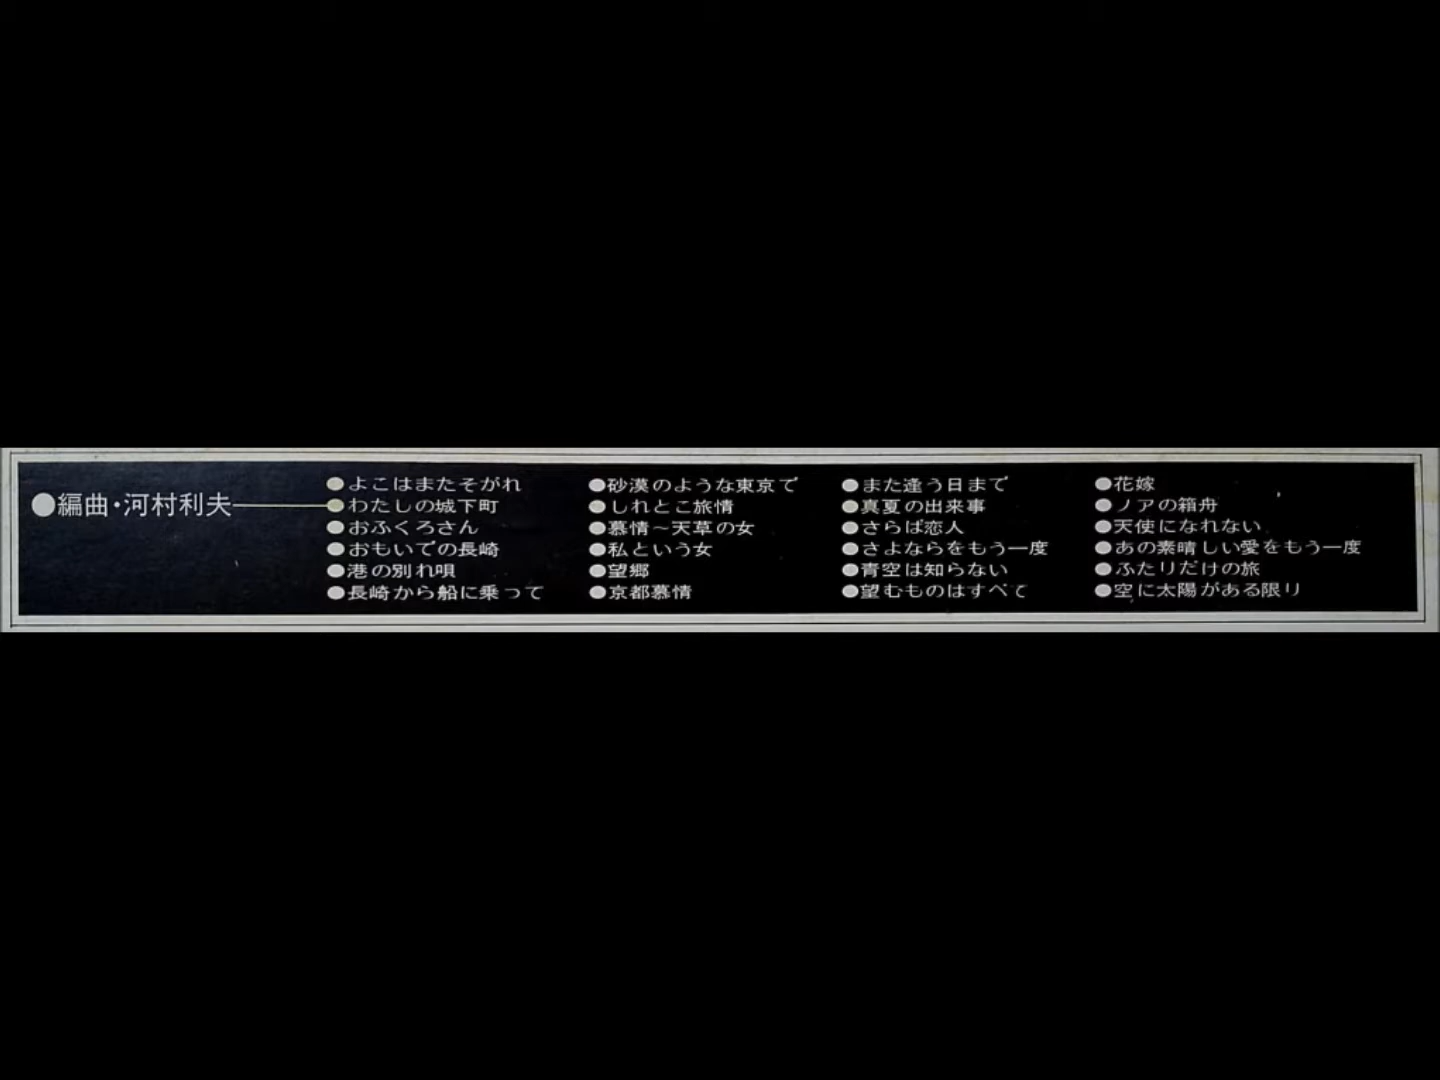 ●編曲・河村利夫
●よこはまたそがれ
●わたしの城下町
●おふくろさん
●おもいでの長崎
●港の別れ唄
●長崎から船に乗って
●砂漠のような東京で
●しれとこ旅情
●慕情～天草の女
●私という女
●望郷
●京都慕情
●また逢う日まで
●真夏の出来事
●さらば恋人
●さよならをもう一度
●青空は知らない
●望むものはすべて
●花嫁
●ノアの箱舟
●天使になれない
●あの素晴しい愛をもう一度
●ふたりだけの旅
●空に太陽がある限り